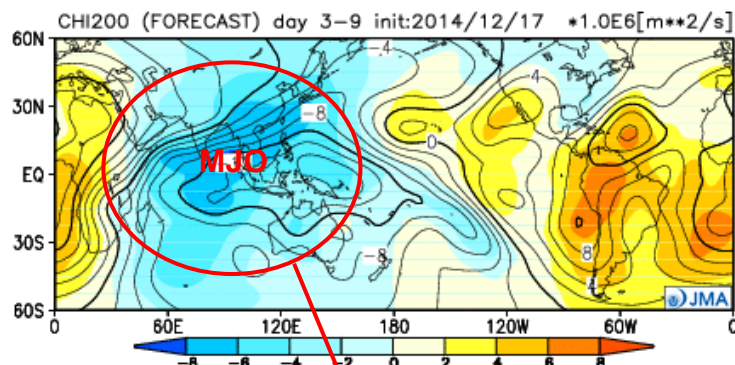 CHI200 (FORECAST) day 3-9 init:2014/12/17 *1.0E6[m**2/s]
60N
30N
EQ
30S
60S
-4
-8
0
4
MJO
-8
8
4
JMA
0 60E 120E 180 120W 60W 0
-8 -6 -4 -2 0 2 4 6 8